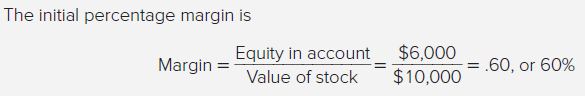 The initial percentage margin is
Margin = Equity in account / Value of stock = $6,000 / $10,000 = .60, or 60%